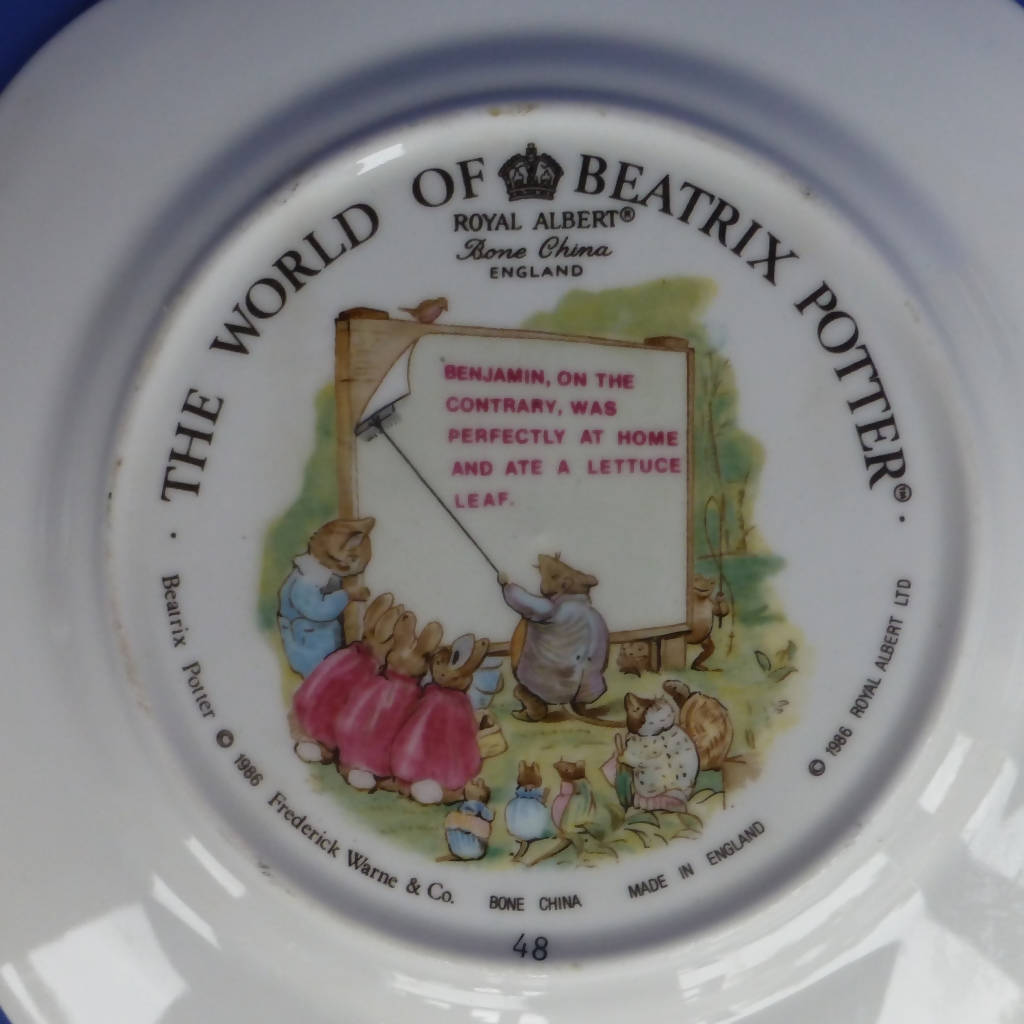 THE WORLD OF BEATRIX POTTER™
ROYAL ALBERT®
Bone China
ENGLAND
BENJAMIN, ON THE
CONTRARY, WAS
PERFECTLY AT HOME
AND ATE A LETTUCE
LEAF.
Beatrix Potter © 1986 Frederick Warne & Co.
BONE CHINA
MADE IN ENGLAND
© 1986 ROYAL ALBERT LTD
48